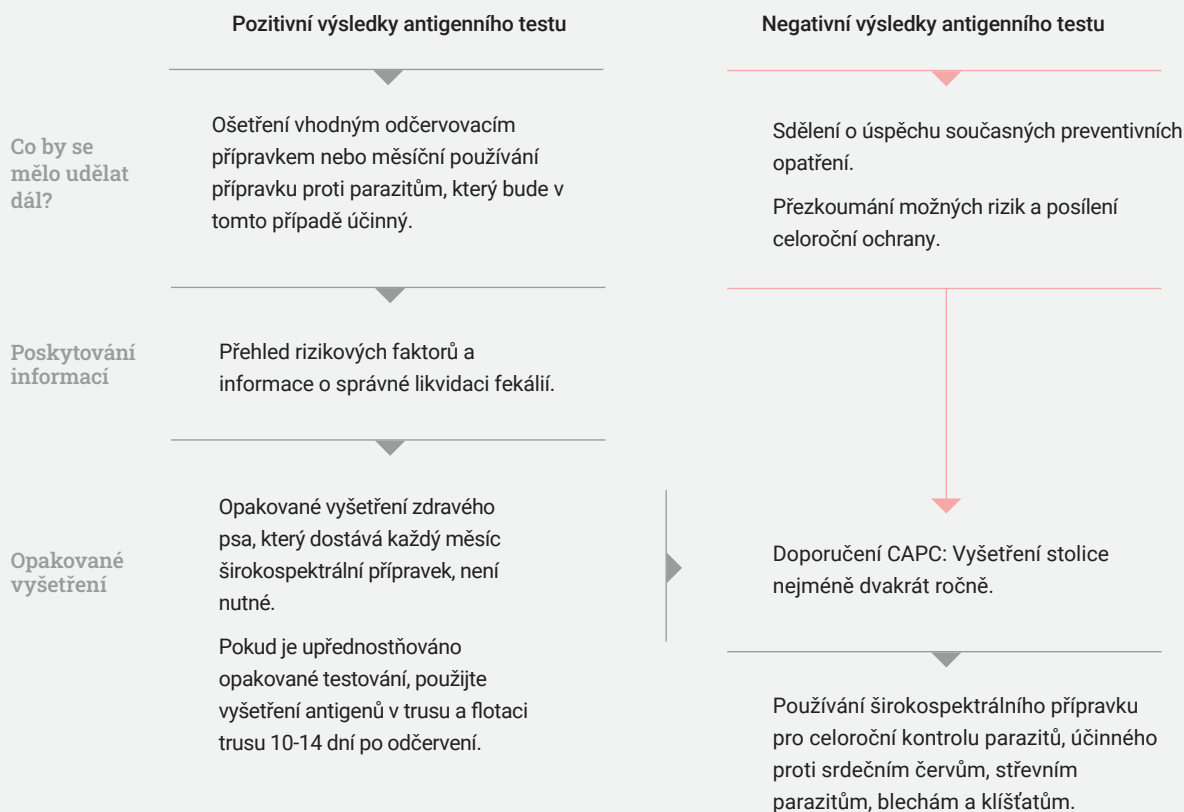 Pozitivní výsledky antigenního testu
Negativní výsledky antigenního testu
Co by se
mělo udělat
dál?
Ošetření vhodným odčervovacím
přípravkem nebo měsíční používání
přípravku proti parazitům, který bude v
tomto případě účinný.
Sdělení o úspěchu současných preventivních
opatření.
Přezkoumání možných rizik a posílení
celoroční ochrany.
Poskytování
informací
Přehled rizikových faktorů a
informace o správné likvidaci fekálií.
Opakované
vyšetření
Opakované vyšetření zdravého
psa, který dostává každý měsíc
širokospektrální přípravek, není
nutné.
Pokud je upřednostňováno
opakované testování, použijte
vyšetření antigenů v trusu a flotaci
trusu 10-14 dní po odčervení.
Doporučení CAPC: Vyšetření stolice
nejméně dvakrát ročně.
Používání širokospektrálního přípravku
pro celoroční kontrolu parazitů, účinného
proti srdečním červům, střevním
parazitům, blechám a klíšťatům.